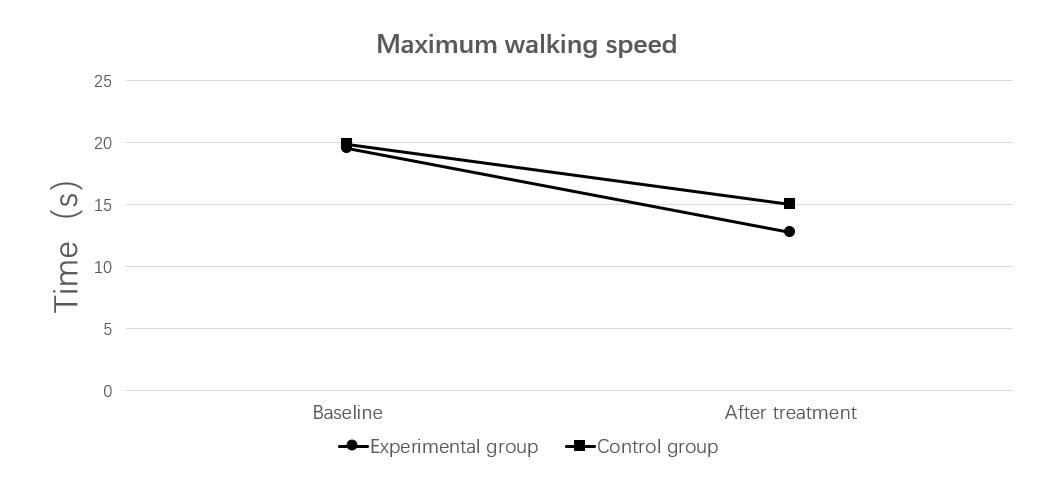 Maximum walking speed
25
20
15
10
5
0
Time (s)
Baseline
After treatment
Experimental group
Control group